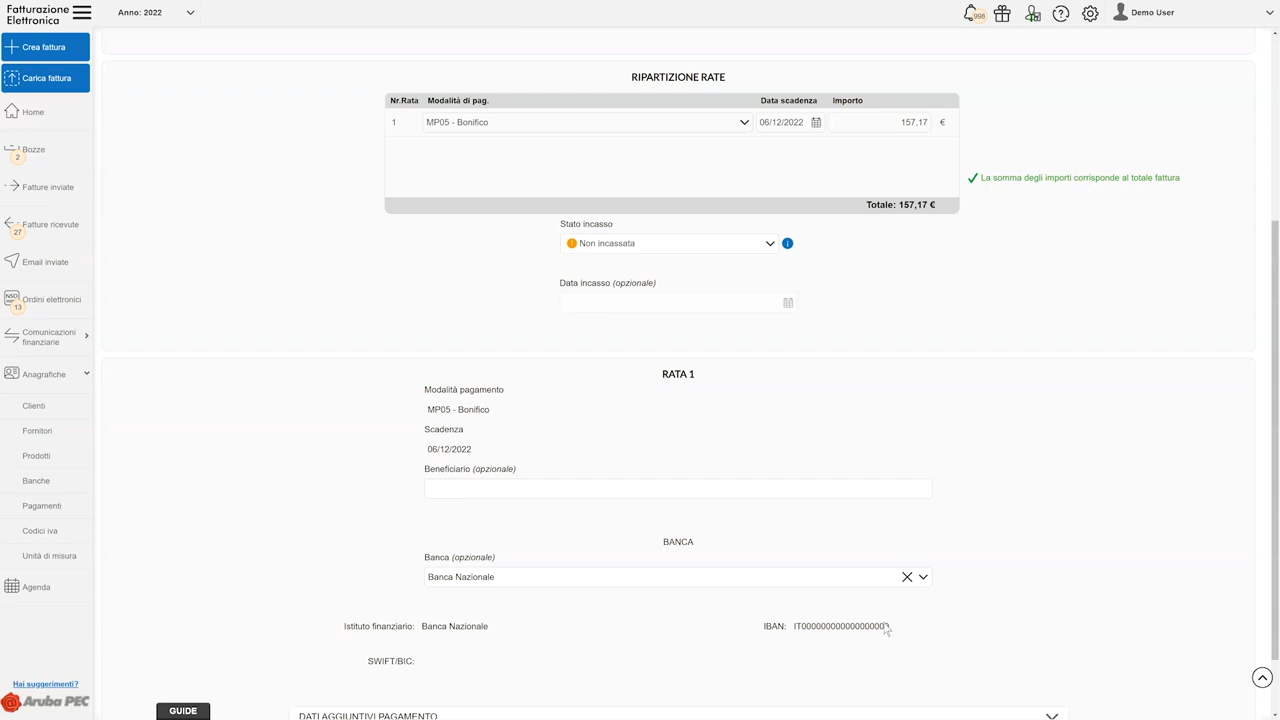 Fatturazione
Elettronica
Anno: 2022
998
Demo User
Crea fattura
Carica fattura
Home
Bozze
2
Fatture inviate
Fatture ricevute
27
Email inviate
NSO
Ordini elettronici
13
Comunicazioni
finanziarie
Anagrafiche
Clienti
Fornitori
Prodotti
Banche
Pagamenti
Codici iva
Unità di misura
Agenda
Hai suggerimenti?
Aruba PEC
RIPARTIZIONE RATE
Nr.Rata Modalità di pag. Data scadenza Importo
1 MP05 - Bonifico 06/12/2022 157,17 €
La somma degli importi corrisponde al totale fattura
Totale: 157,17 €
Stato incasso
Non incassata
Data incasso (opzionale)
RATA 1
Modalità pagamento
MP05 - Bonifico
Scadenza
06/12/2022
Beneficiario (opzionale)
BANCA
Banca (opzionale)
Banca Nazionale
Istituto finanziario: Banca Nazionale
IBAN:
SWIFT/BIC:
GUIDE
DATI AGGIUNTIVI PAGAMENTO